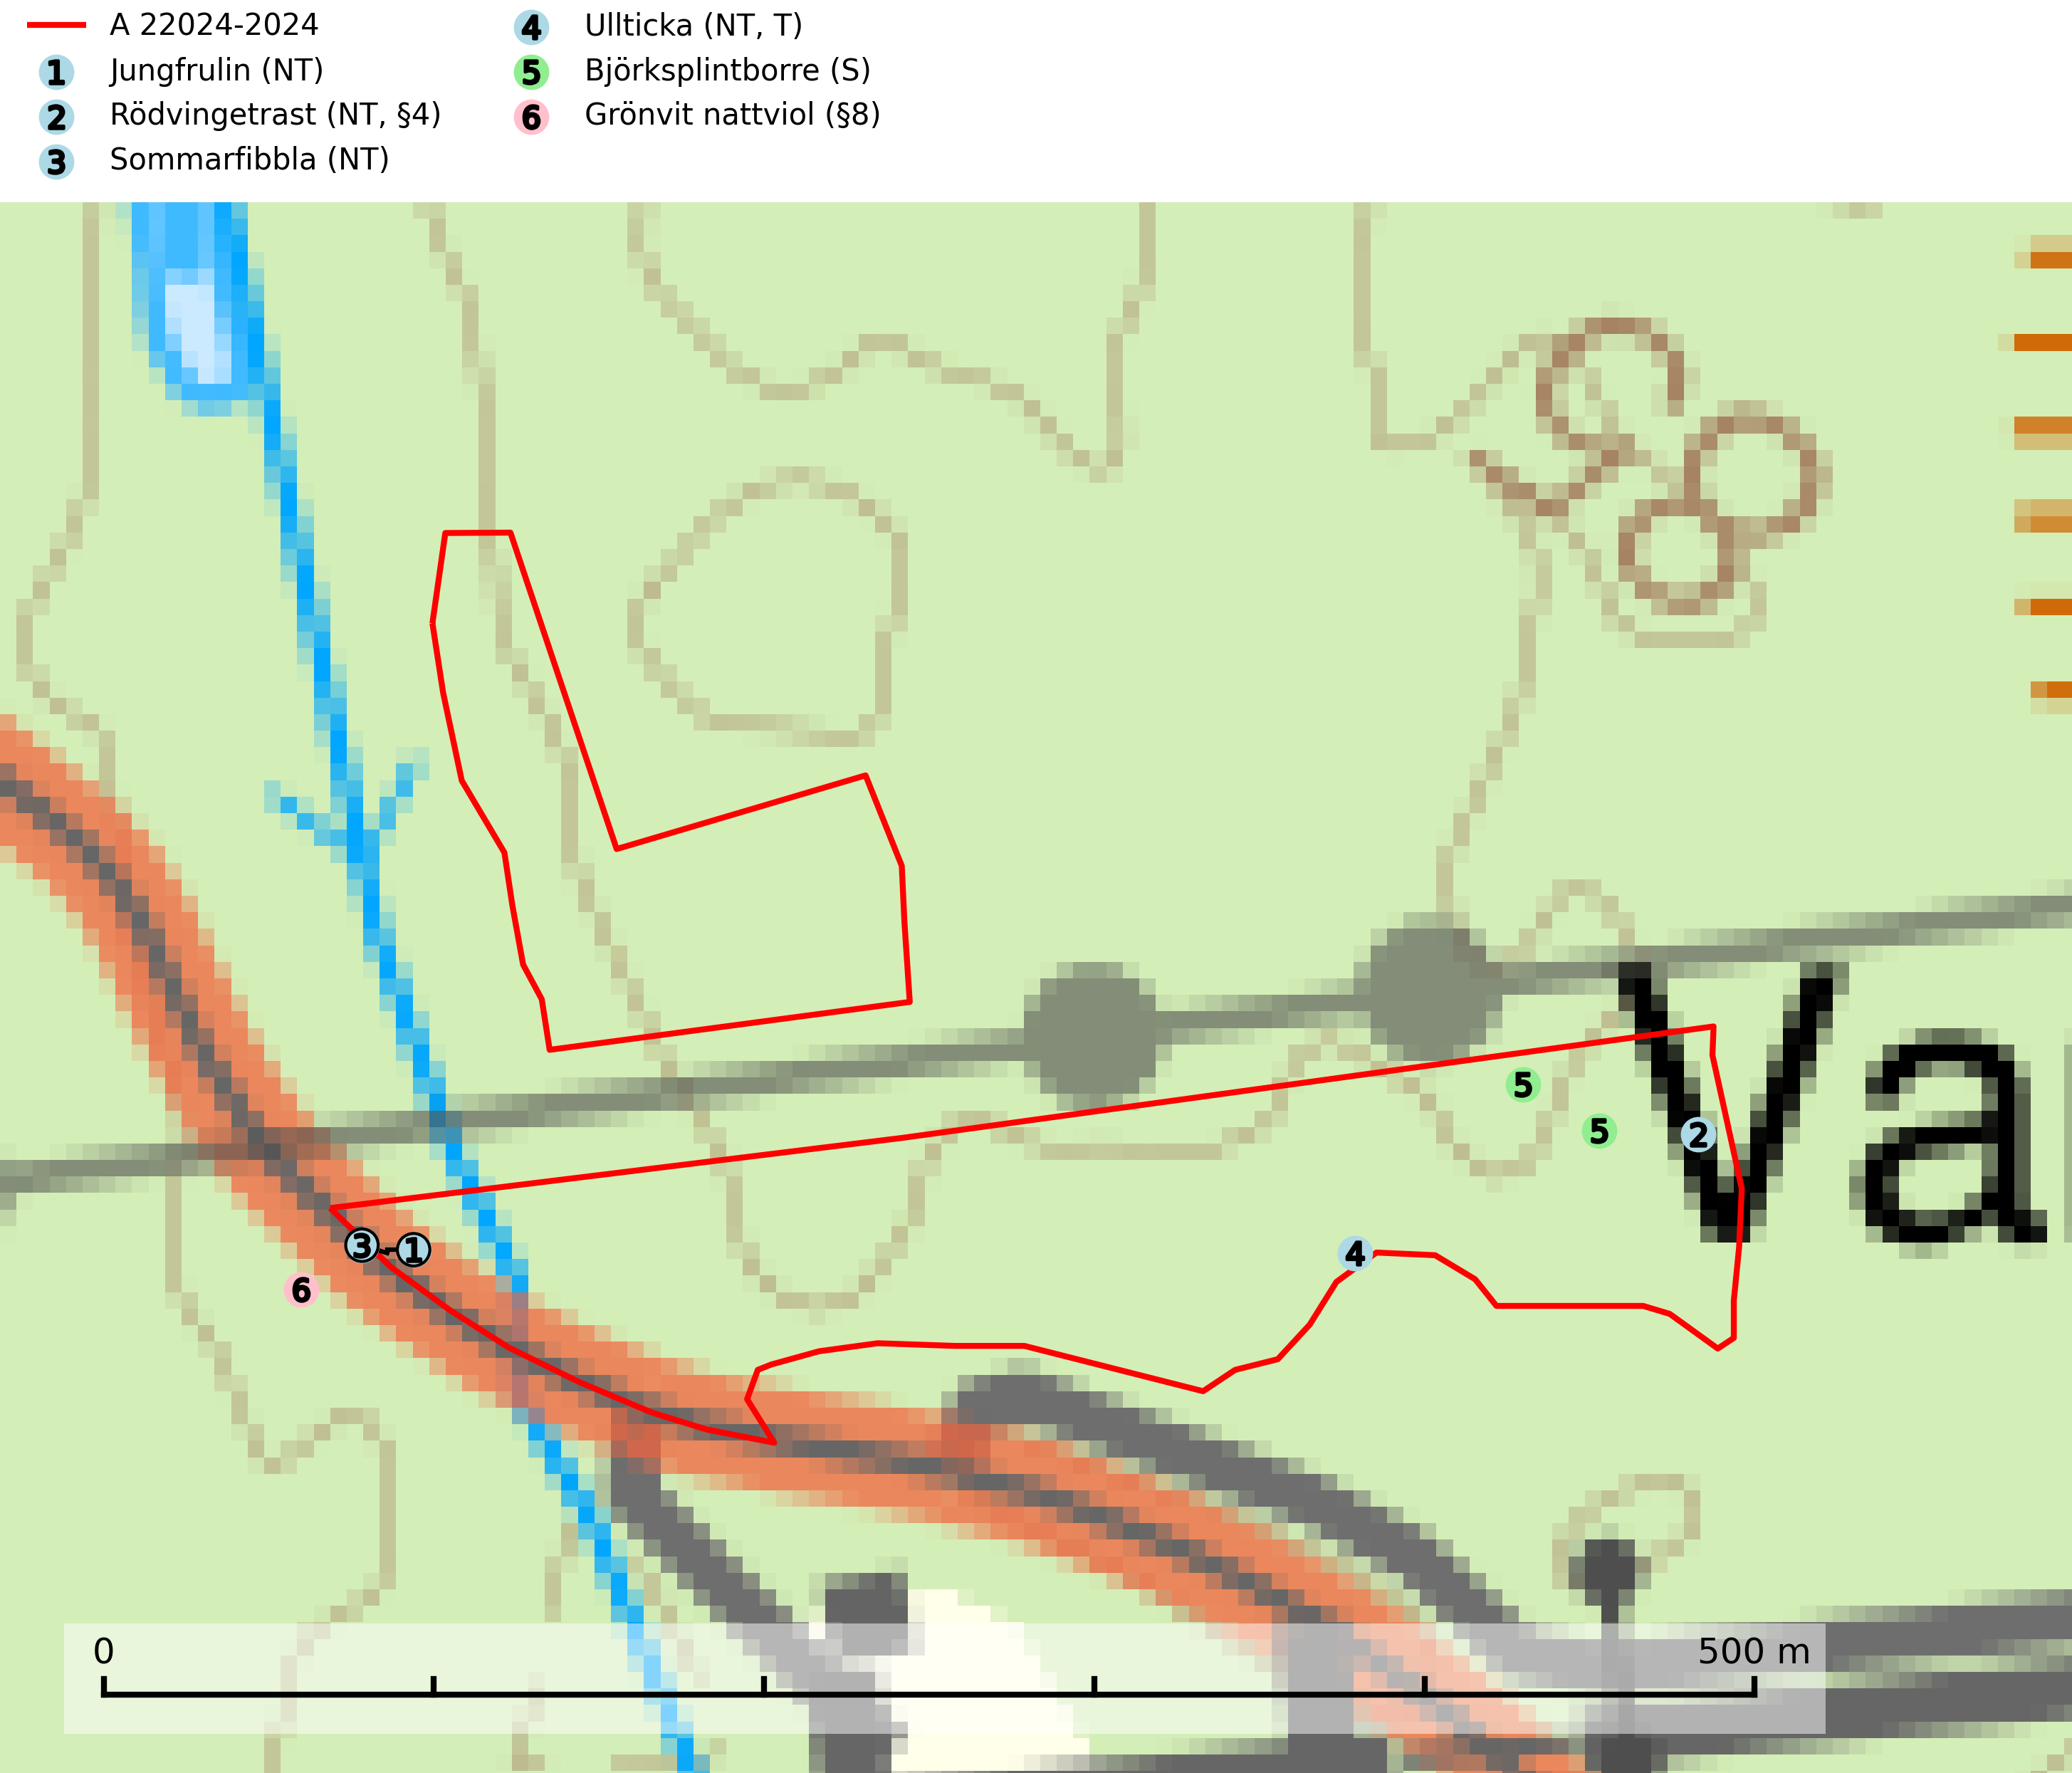 A 22024-2024
1 Jungfrulin (NT)
2 Rödvingetrast (NT, §4)
3 Sommarfibbla (NT)
4 Ullticka (NT, T)
5 Björksplintborre (S)
6 Grönvit nattviol (§8)
5
5
2
Va
3
1
4
6
0
500 m